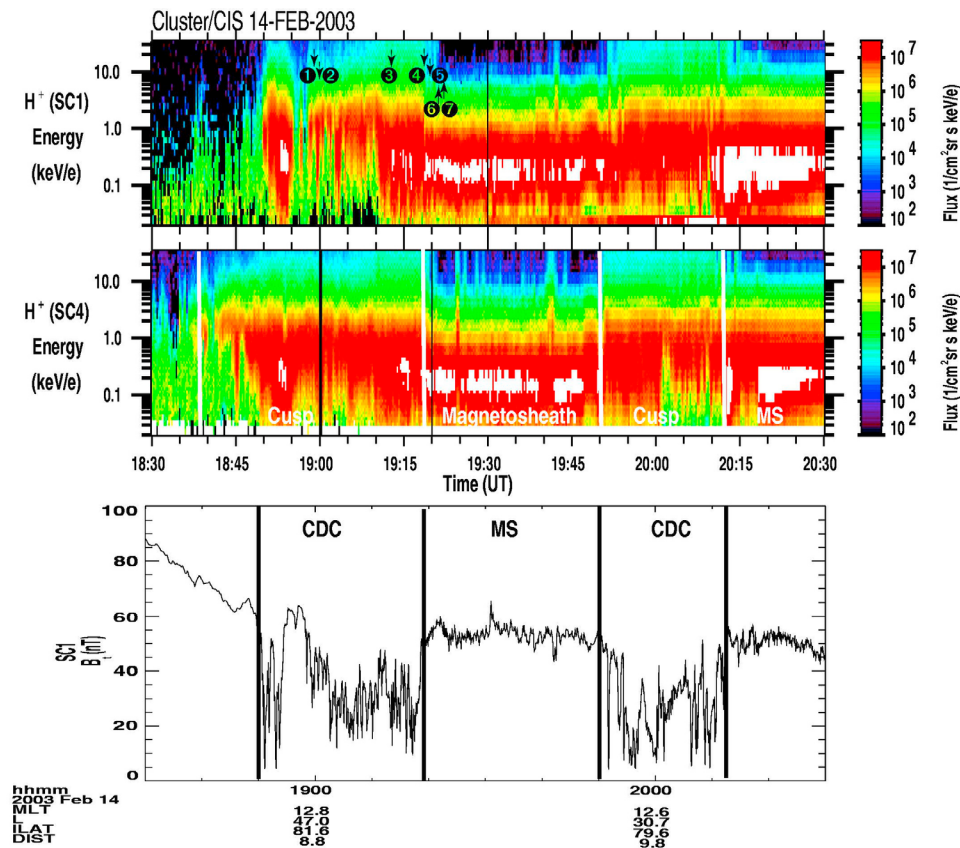 Cluster/CIS 14-FEB-2003
H+ (SC1)
Energy
(keV/e)
10.0
1.0
0.1
1 2 3 4 5
6 7
10^7
10^6
10^5
10^4
10^3
10^2
Flux (1/cm^2sr s keV/e)
H+ (SC4)
Energy
(keV/e)
10.0
1.0
0.1
Cusp Magnetosheath Cusp MS
10^7
10^6
10^5
10^4
10^3
10^2
Flux (1/cm^2sr s keV/e)
18:30 18:45 19:00 19:15 19:30 19:45 20:00 20:15 20:30
Time (UT)
100
80
60
40
20
0
SC1
Bt (nT)
CDC MS CDC
hhmm 1900 2000
2003 Feb 14
MLT 12.8 12.6
L 47.0 30.7
ILAT 81.6 79.6
DIST 8.8 9.8